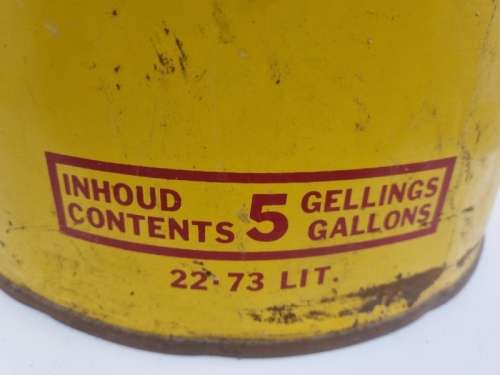 INHOUD 5 GELLINGS
CONTENTS GALLONS
22·73 LIT.